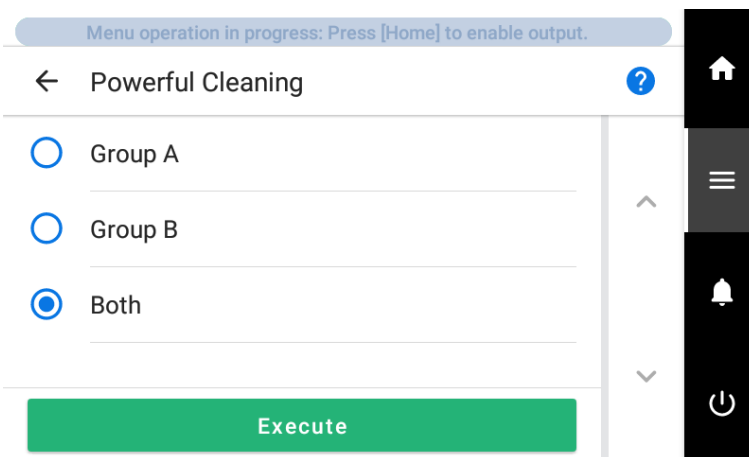 Menu operation in progress: Press [Home] to enable output.
Powerful Cleaning
?
Group A
Group B
Both
Execute